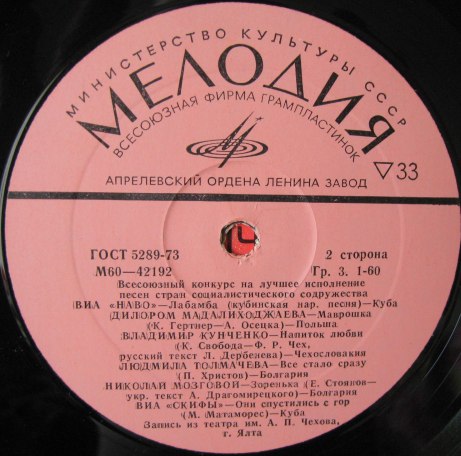 МИНИСТЕРСТВО КУЛЬТУРЫ СССР
МЕЛОДИЯ
ВСЕСОЮЗНАЯ ФИРМА ГРАМПЛАСТИНОК
33
АПРЕЛЕВСКИЙ ОРДЕНА ЛЕНИНА ЗАВОД
ГОСТ 5289-73 2 сторона
М60—42192 Гр. 3. 1-60
Всесоюзный конкурс на лучшее исполнение
песен стран социалистического содружества
ВИА «НАВО»—Лабамба (кубинская нар. песня)—Куба
ДИЛОРОМ МАДАЛИХОДЖАЕВА—Маврошка
(К. Гертнер—А. Осецка)—Польша
ВЛАДИМИР КУНЧЕНКО—Напиток любви
(К. Свобода—Ф. Р. Чех,
русский текст Л. Дербенева)—Чехословакия
ЛЮДМИЛА ТОЛМАЧЕВА—Все стало сразу
(П. Христов)—Болгария
НИКОЛАЙ МОЗГОВОЙ—Зоренька (Е. Стоянов—
укр. текст А. Драгомирецкого)—Болгария
ВИА «СКИФЫ»—Они спустились с гор
(М. Матаморес)—Куба
Запись из театра им. А. П. Чехова,
г. Ялта